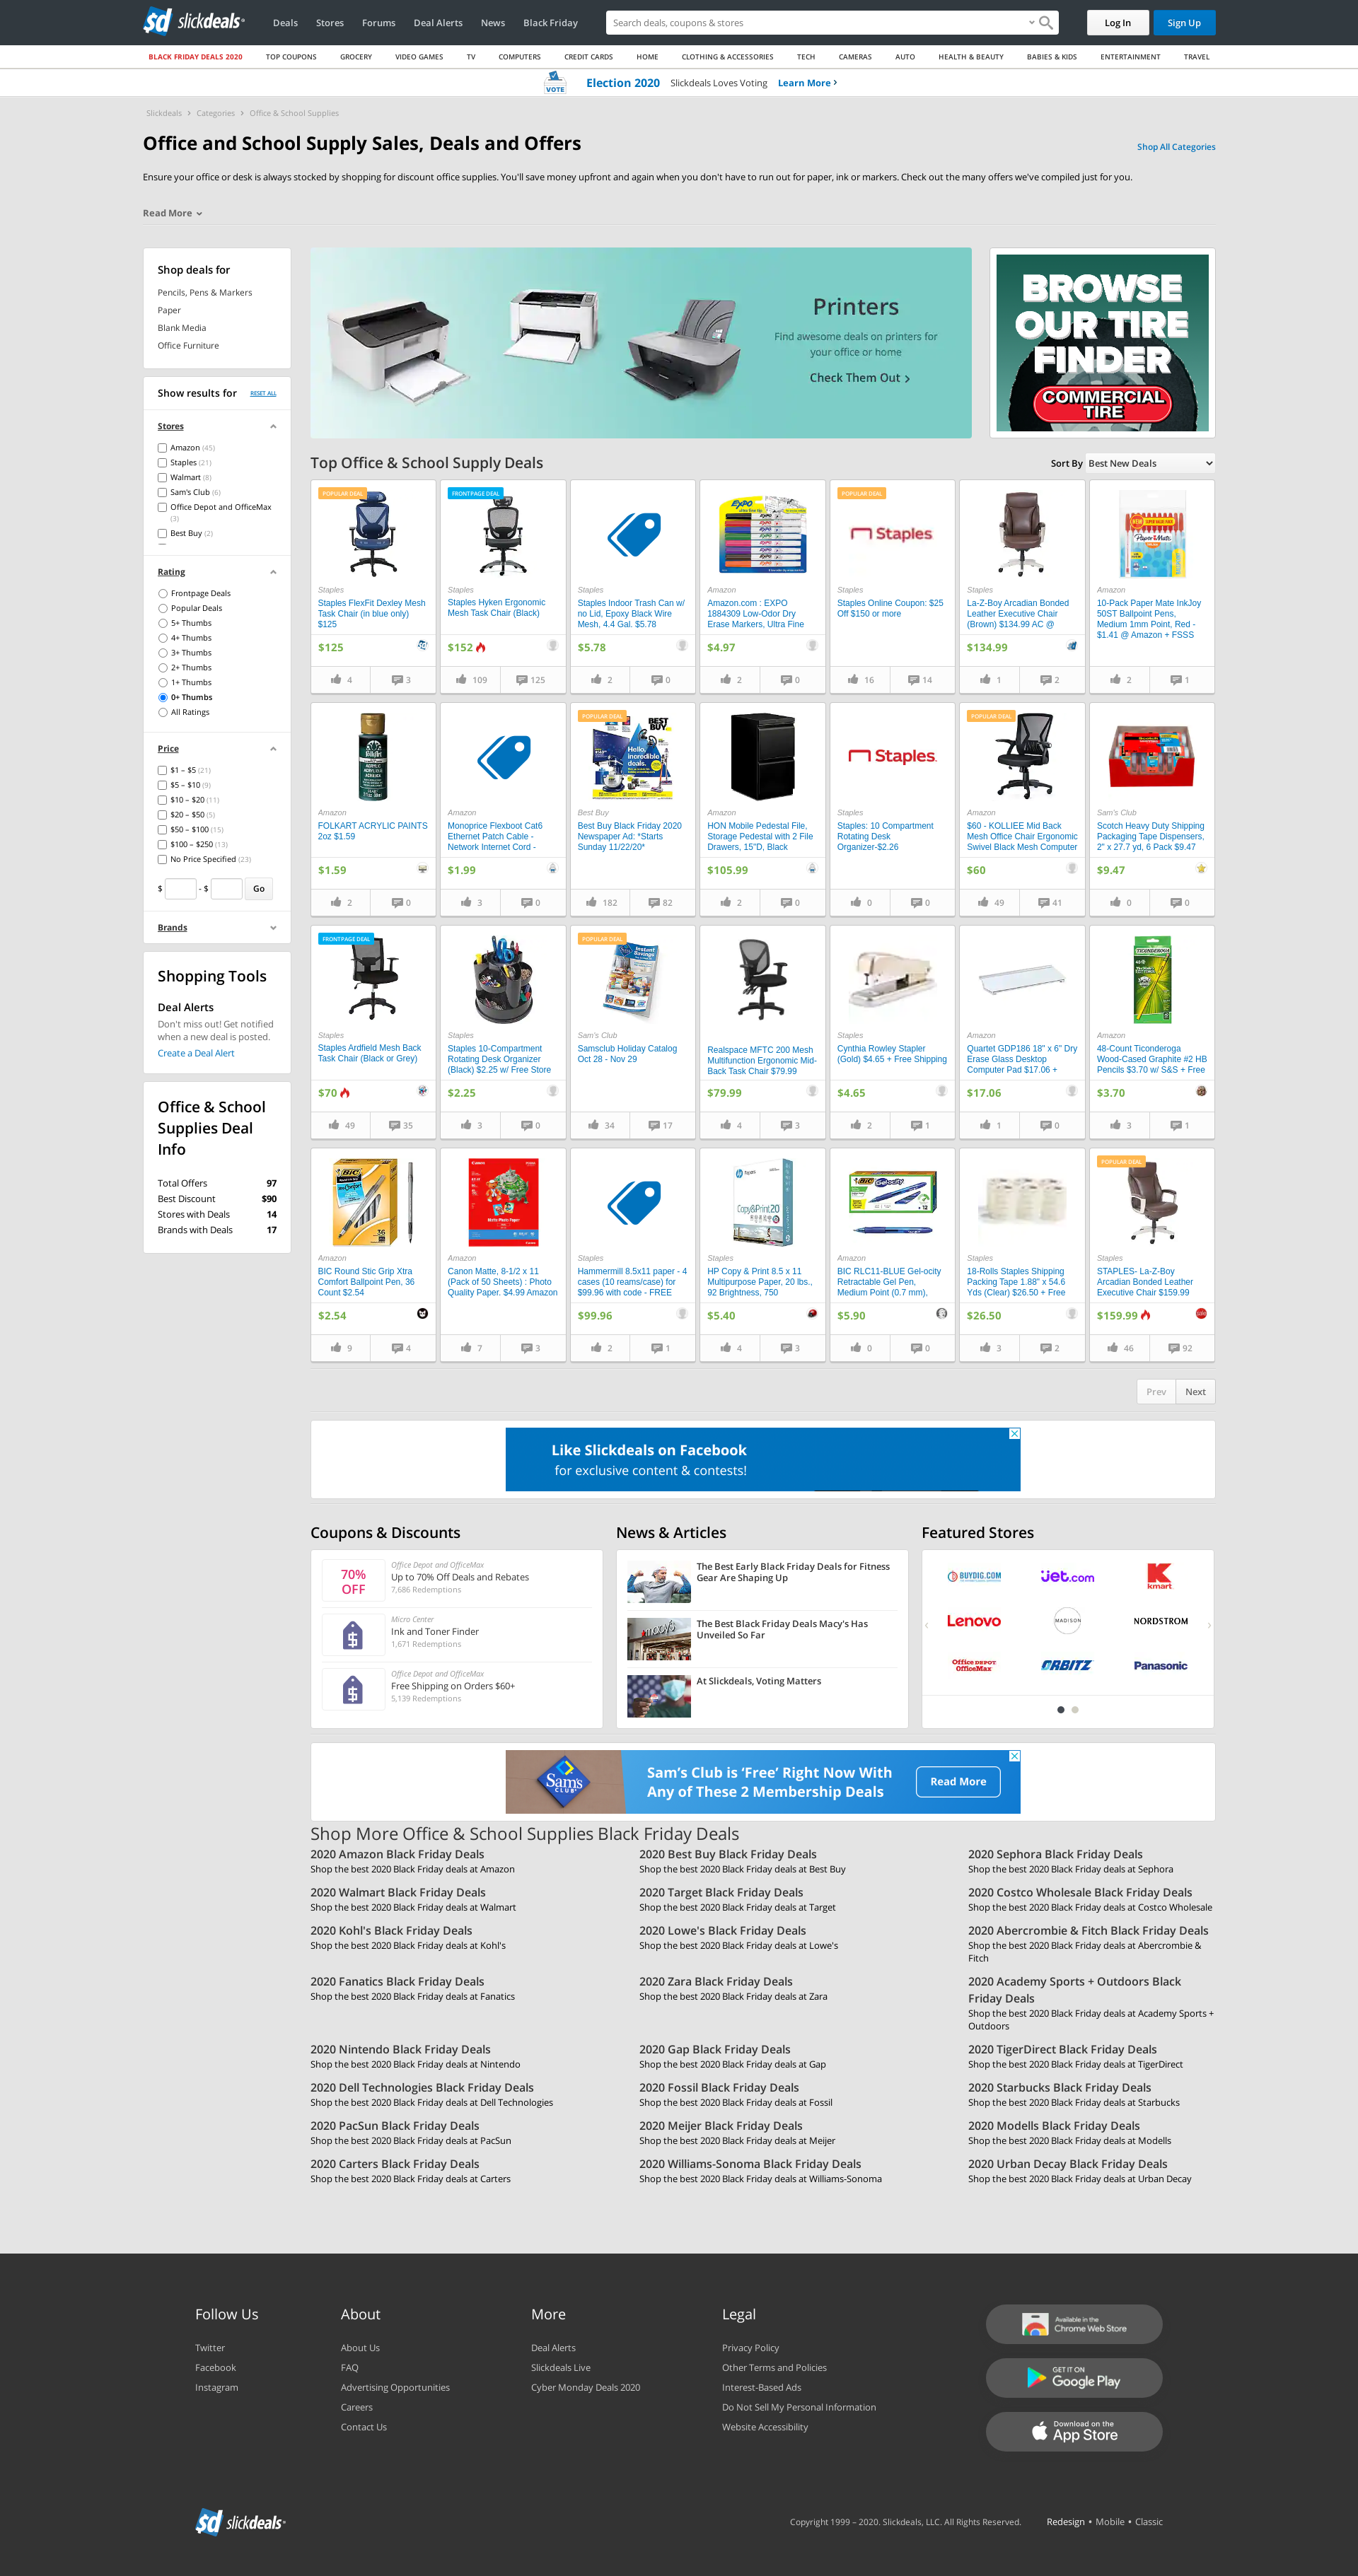 slickdeals
Deals Stores Forums Deal Alerts News Black Friday
Search deals, coupons & stores
Log In
Sign Up
BLACK FRIDAY DEALS 2020 TOP COUPONS GROCERY VIDEO GAMES TV COMPUTERS CREDIT CARDS HOME CLOTHING & ACCESSORIES TECH CAMERAS AUTO HEALTH & BEAUTY BABIES & KIDS ENTERTAINMENT TRAVEL
VOTE Election 2020 Slickdeals Loves Voting Learn More
Slickdeals > Categories > Office & School Supplies
Office and School Supply Sales, Deals and Offers
Shop All Categories
Ensure your office or desk is always stocked by shopping for discount office supplies. You'll save money upfront and again when you don't have to run out for paper, ink or markers. Check out the many offers we've compiled just for you.
Read More
Shop deals for
Pencils, Pens & Markers
Paper
Blank Media
Office Furniture
Show results for RESET ALL
Stores
Amazon (45)
Staples (21)
Walmart (8)
Sam's Club (6)
Office Depot and OfficeMax
(3)
Best Buy (2)
Rating
Frontpage Deals
Popular Deals
5+ Thumbs
4+ Thumbs
3+ Thumbs
2+ Thumbs
1+ Thumbs
0+ Thumbs
All Ratings
Price
$1 – $5 (21)
$5 – $10 (9)
$10 – $20 (11)
$20 – $50 (5)
$50 – $100 (15)
$100 – $250 (13)
No Price Specified (23)
$ - $ Go
Brands
Shopping Tools
Deal Alerts
Don't miss out! Get notified
when a new deal is posted.
Create a Deal Alert
Office & School
Supplies Deal
Info
Total Offers 97
Best Discount $90
Stores with Deals 14
Brands with Deals 17
Printers
Find awesome deals on printers for
your office or home
Check Them Out
BROWSE
OUR TIRE
FINDER
COMMERCIAL
TIRE
Top Office & School Supply Deals
Sort By Best New Deals
POPULAR DEAL
Staples
Staples FlexFit Dexley Mesh
Task Chair (in blue only)
$125
$125
4 3
FRONTPAGE DEAL
Staples
Staples Hyken Ergonomic
Mesh Task Chair (Black)
$152
109 125
Staples
Staples Indoor Trash Can w/
no Lid, Epoxy Black Wire
Mesh, 4.4 Gal. $5.78
$5.78
2 0
EXPO
Amazon
Amazon.com : EXPO
1884309 Low-Odor Dry
Erase Markers, Ultra Fine
$4.97
2 0
POPULAR DEAL
Staples
Staples
Staples Online Coupon: $25
Off $150 or more
16 14
Staples
La-Z-Boy Arcadian Bonded
Leather Executive Chair
(Brown) $134.99 AC @
$134.99
1 2
Paper Mate
Amazon
10-Pack Paper Mate InkJoy
50ST Ballpoint Pens,
Medium 1mm Point, Red -
$1.41 @ Amazon + FSSS
2 1
FolkArt
ACRYLIC
Amazon
FOLKART ACRYLIC PAINTS
2oz $1.59
$1.59
2 0
Amazon
Monoprice Flexboot Cat6
Ethernet Patch Cable -
Network Internet Cord -
$1.99
3 0
POPULAR DEAL
BEST BUY
Hello,
incredible
deals.
Best Buy
Best Buy Black Friday 2020
Newspaper Ad: *Starts
Sunday 11/22/20*
182 82
Amazon
HON Mobile Pedestal File,
Storage Pedestal with 2 File
Drawers, 15"D, Black
$105.99
2 0
Staples.
Staples
Staples: 10 Compartment
Rotating Desk
Organizer-$2.26
0 0
POPULAR DEAL
Amazon
$60 - KOLLIEE Mid Back
Mesh Office Chair Ergonomic
Swivel Black Mesh Computer
$60
49 41
Sam's Club
Scotch Heavy Duty Shipping
Packaging Tape Dispensers,
2" x 27.7 yd, 6 Pack $9.47
$9.47
0 0
FRONTPAGE DEAL
Staples
Staples Ardfield Mesh Back
Task Chair (Black or Grey)
$70
49 35
Staples
Staples 10-Compartment
Rotating Desk Organizer
(Black) $2.25 w/ Free Store
$2.25
3 0
POPULAR DEAL
Instant
Savings
Sam's Club
Samsclub Holiday Catalog
Oct 28 - Nov 29
34 17
Realspace MFTC 200 Mesh
Multifunction Ergonomic Mid-
Back Task Chair $79.99
$79.99
4 3
Staples
Cynthia Rowley Stapler
(Gold) $4.65 + Free Shipping
$4.65
2 1
Amazon
Quartet GDP186 18" x 6" Dry
Erase Glass Desktop
Computer Pad $17.06 +
$17.06
1 0
TICONDEROGA
Amazon
48-Count Ticonderoga
Wood-Cased Graphite #2 HB
Pencils $3.70 w/ S&S + Free
$3.70
3 1
BIC
36
Amazon
BIC Round Stic Grip Xtra
Comfort Ballpoint Pen, 36
Count $2.54
$2.54
9 4
Canon
Amazon
Canon Matte, 8-1/2 x 11
(Pack of 50 Sheets) : Photo
Quality Paper. $4.99 Amazon
7 3
Staples
Hammermill 8.5x11 paper - 4
cases (10 reams/case) for
$99.96 with code - FREE
$99.96
2 1
Copy&Print20
Staples
HP Copy & Print 8.5 x 11
Multipurpose Paper, 20 lbs.,
92 Brightness, 750
$5.40
4 3
BIC Gelocity
12
Amazon
BIC RLC11-BLUE Gel-ocity
Retractable Gel Pen,
Medium Point (0.7 mm),
$5.90
0 0
Staples
18-Rolls Staples Shipping
Packing Tape 1.88" x 54.6
Yds (Clear) $26.50 + Free
$26.50
3 2
POPULAR DEAL
Staples
STAPLES- La-Z-Boy
Arcadian Bonded Leather
Executive Chair $159.99
$159.99
46 92
Prev Next
Like Slickdeals on Facebook
for exclusive content & contests!
Coupons & Discounts
70%
OFF
Office Depot and OfficeMax
Up to 70% Off Deals and Rebates
7,686 Redemptions
Micro Center
Ink and Toner Finder
1,671 Redemptions
Office Depot and OfficeMax
Free Shipping on Orders $60+
5,139 Redemptions
News & Articles
The Best Early Black Friday Deals for Fitness
Gear Are Shaping Up
macy's
The Best Black Friday Deals Macy's Has
Unveiled So Far
At Slickdeals, Voting Matters
Featured Stores
BUYDIG.COM jet.com kmart
Lenovo MADISON NORDSTROM
Office DEPOT
OfficeMax ORBITZ Panasonic
Sam's
CLUB
Sam's Club is 'Free' Right Now With
Any of These 2 Membership Deals
Read More
Shop More Office & School Supplies Black Friday Deals
2020 Amazon Black Friday Deals
Shop the best 2020 Black Friday deals at Amazon
2020 Best Buy Black Friday Deals
Shop the best 2020 Black Friday deals at Best Buy
2020 Sephora Black Friday Deals
Shop the best 2020 Black Friday deals at Sephora
2020 Walmart Black Friday Deals
Shop the best 2020 Black Friday deals at Walmart
2020 Target Black Friday Deals
Shop the best 2020 Black Friday deals at Target
2020 Costco Wholesale Black Friday Deals
Shop the best 2020 Black Friday deals at Costco Wholesale
2020 Kohl's Black Friday Deals
Shop the best 2020 Black Friday deals at Kohl's
2020 Lowe's Black Friday Deals
Shop the best 2020 Black Friday deals at Lowe's
2020 Abercrombie & Fitch Black Friday Deals
Shop the best 2020 Black Friday deals at Abercrombie &
Fitch
2020 Fanatics Black Friday Deals
Shop the best 2020 Black Friday deals at Fanatics
2020 Zara Black Friday Deals
Shop the best 2020 Black Friday deals at Zara
2020 Academy Sports + Outdoors Black
Friday Deals
Shop the best 2020 Black Friday deals at Academy Sports +
Outdoors
2020 Nintendo Black Friday Deals
Shop the best 2020 Black Friday deals at Nintendo
2020 Gap Black Friday Deals
Shop the best 2020 Black Friday deals at Gap
2020 TigerDirect Black Friday Deals
Shop the best 2020 Black Friday deals at TigerDirect
2020 Dell Technologies Black Friday Deals
Shop the best 2020 Black Friday deals at Dell Technologies
2020 Fossil Black Friday Deals
Shop the best 2020 Black Friday deals at Fossil
2020 Starbucks Black Friday Deals
Shop the best 2020 Black Friday deals at Starbucks
2020 PacSun Black Friday Deals
Shop the best 2020 Black Friday deals at PacSun
2020 Meijer Black Friday Deals
Shop the best 2020 Black Friday deals at Meijer
2020 Modells Black Friday Deals
Shop the best 2020 Black Friday deals at Modells
2020 Carters Black Friday Deals
Shop the best 2020 Black Friday deals at Carters
2020 Williams-Sonoma Black Friday Deals
Shop the best 2020 Black Friday deals at Williams-Sonoma
2020 Urban Decay Black Friday Deals
Shop the best 2020 Black Friday deals at Urban Decay
Follow Us
Twitter
Facebook
Instagram
About
About Us
FAQ
Advertising Opportunities
Careers
Contact Us
More
Deal Alerts
Slickdeals Live
Cyber Monday Deals 2020
Legal
Privacy Policy
Other Terms and Policies
Interest-Based Ads
Do Not Sell My Personal Information
Website Accessibility
Available in the
Chrome Web Store
GET IT ON
Google Play
Download on the
App Store
slickdeals
Copyright 1999 – 2020. Slickdeals, LLC. All Rights Reserved. Redesign • Mobile • Classic